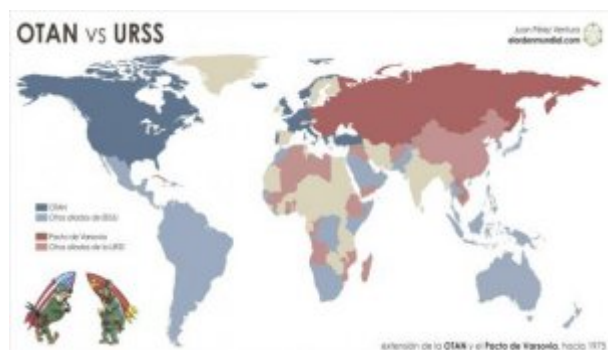 OTAN VS URSS
Juan Pérez Ventura
elordenmundial.com
OTAN
Otros aliados de EEUU
Pacto de Varsovia
Otros aliados de la URSS
extensión de la OTAN y el Pacto de Varsovia, hacia 1975